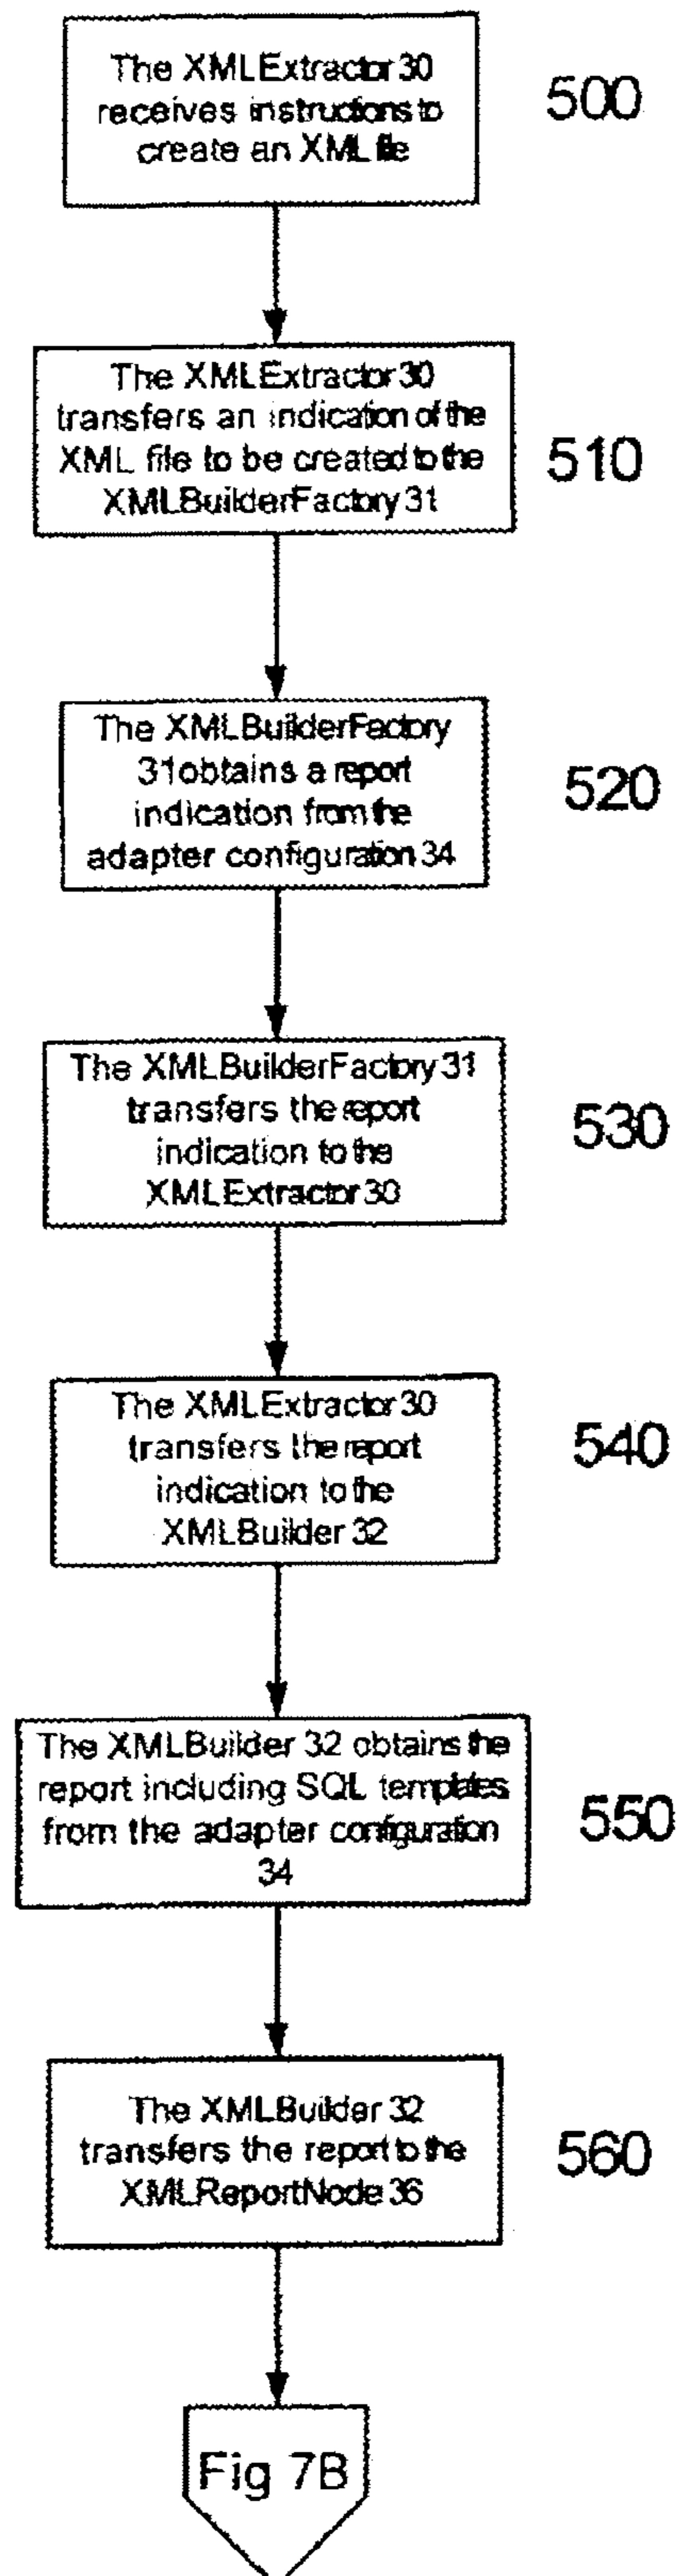 The XMLExtractor 30
receives instructions to
create an XML file
500
The XMLExtractor 30
transfers an indication of the
XML file to be created to the
XMLBuilderFactory 31
510
The XMLBuilderFactory
31 obtains a report
indication from the
adapter configuration 34
520
The XMLBuilderFactory 31
transfers the report
indication to the
XMLExtractor 30
530
The XMLExtractor 30
transfers the report
indication to the
XMLBuilder 32
540
The XMLBuilder 32 obtains the
report including SQL templates
from the adapter configuration
34
550
The XMLBuilder 32
transfers the report to the
XMLReportNode 36
560
Fig 7B